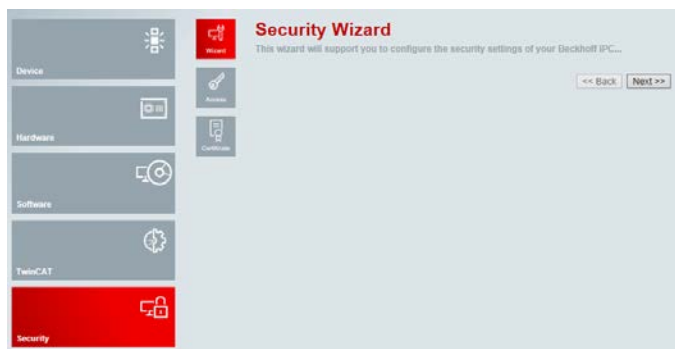 Device
Hardware
Software
TwinCAT
Security
Wizard
Access
Certificate
Security Wizard
This wizard will support you to configure the security settings of your Beckhoff IPC...
<< Back
Next >>